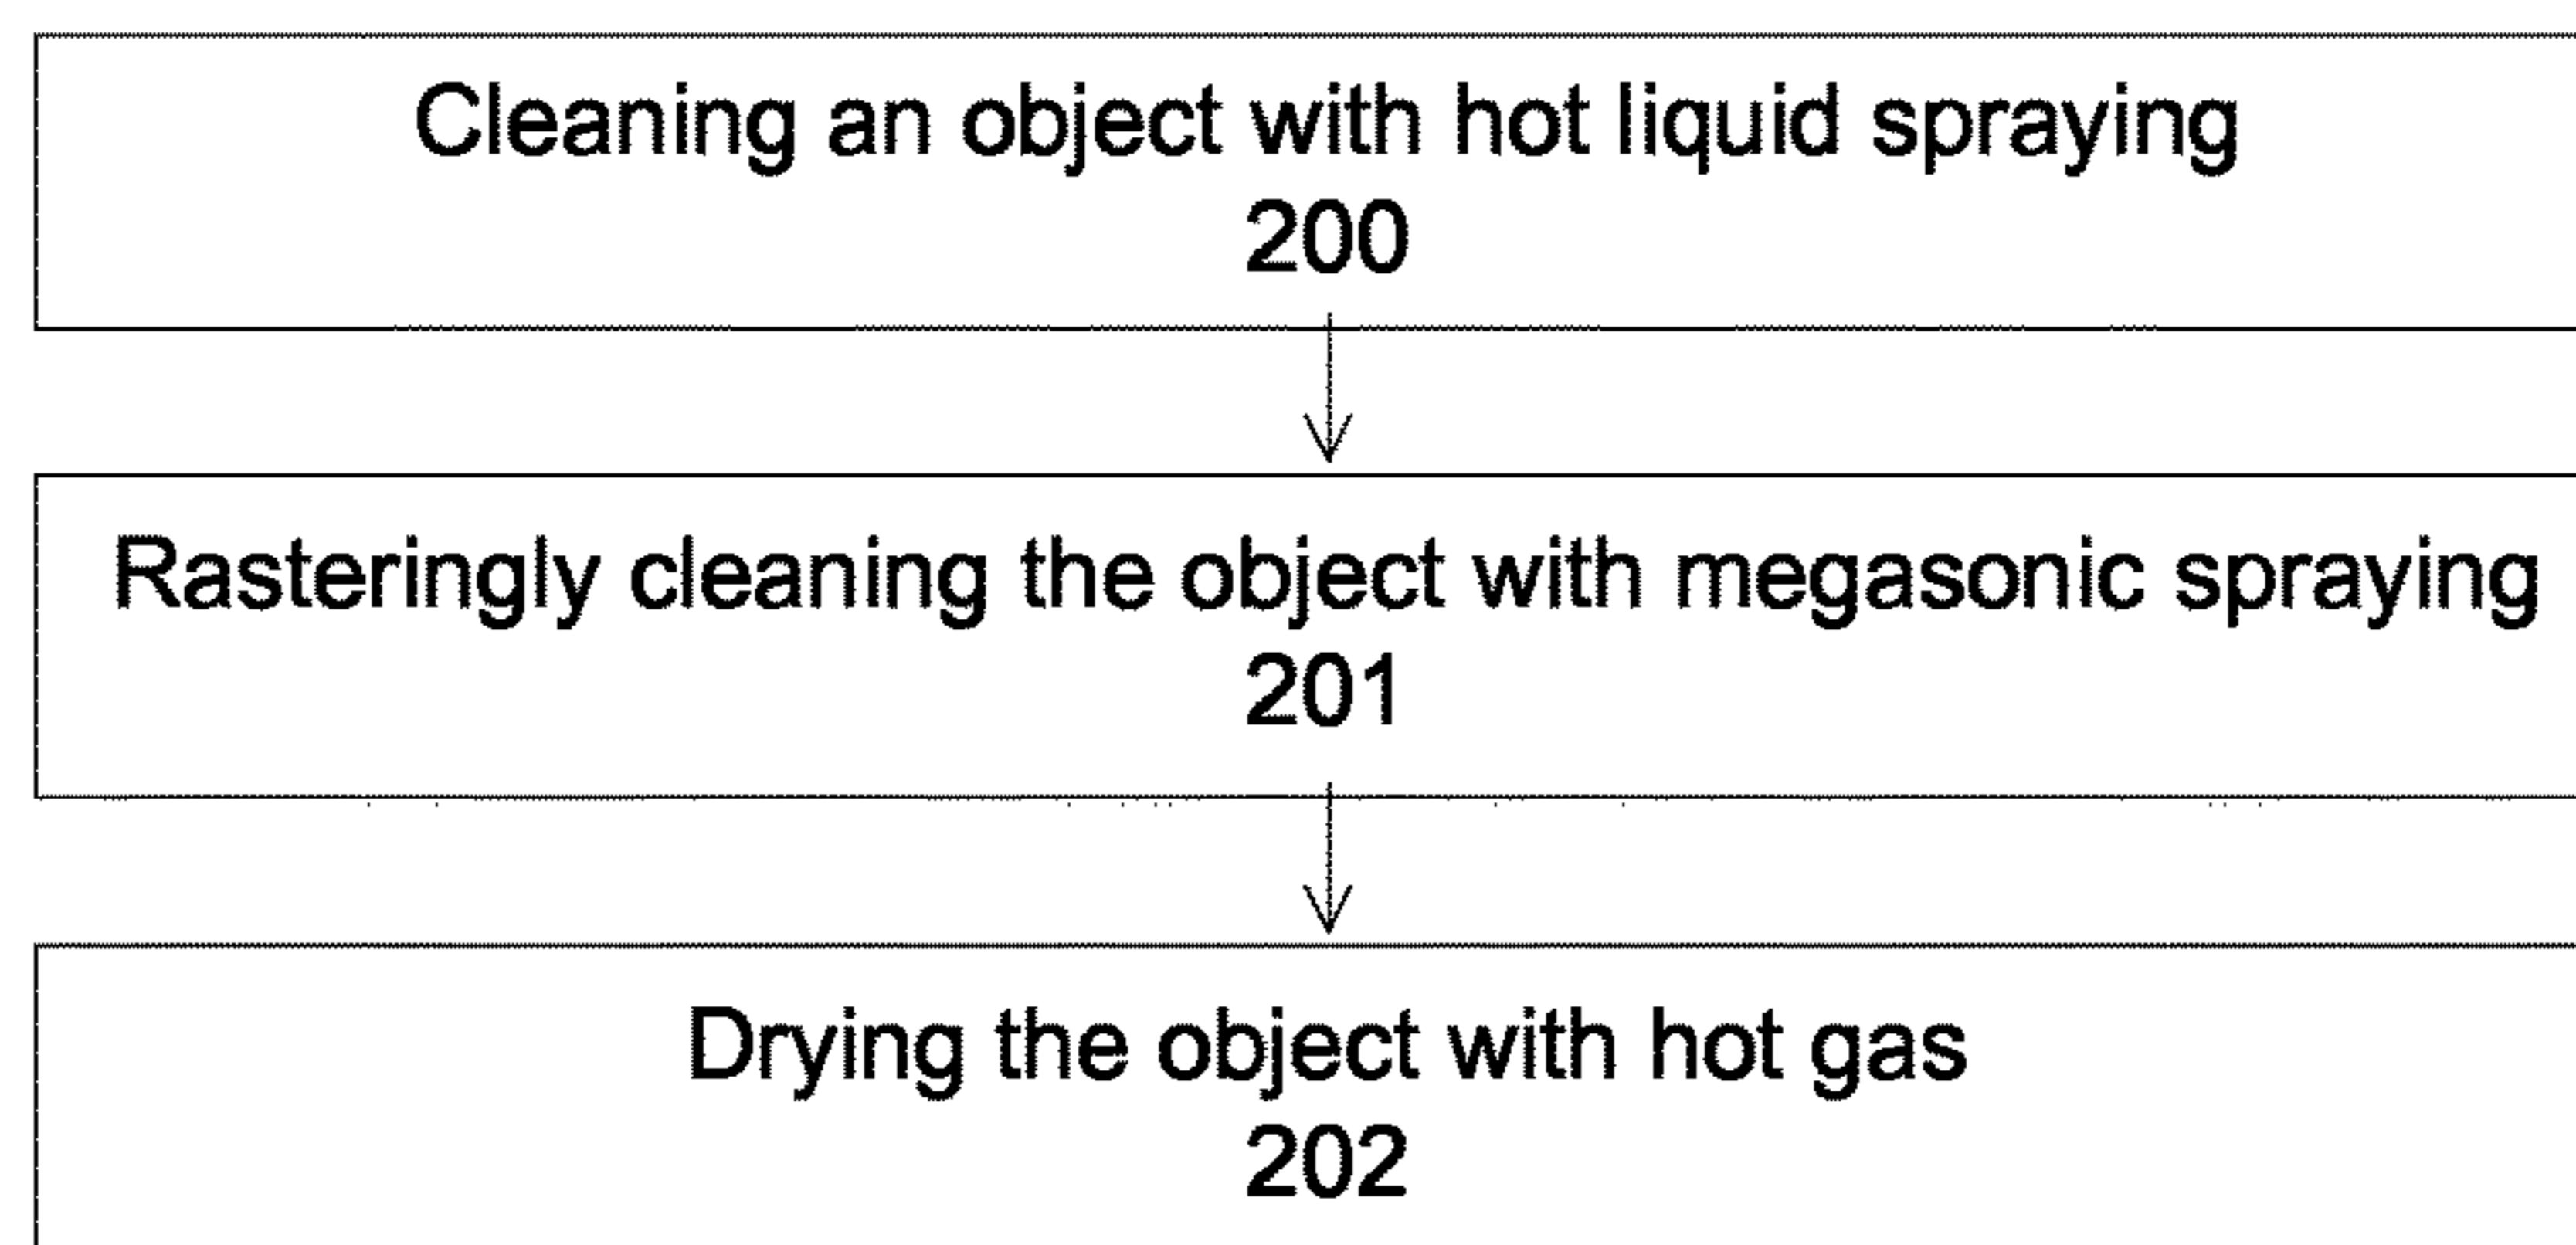 Cleaning an object with hot liquid spraying
200
Rasteringly cleaning the object with megasonic spraying
201
Drying the object with hot gas
202